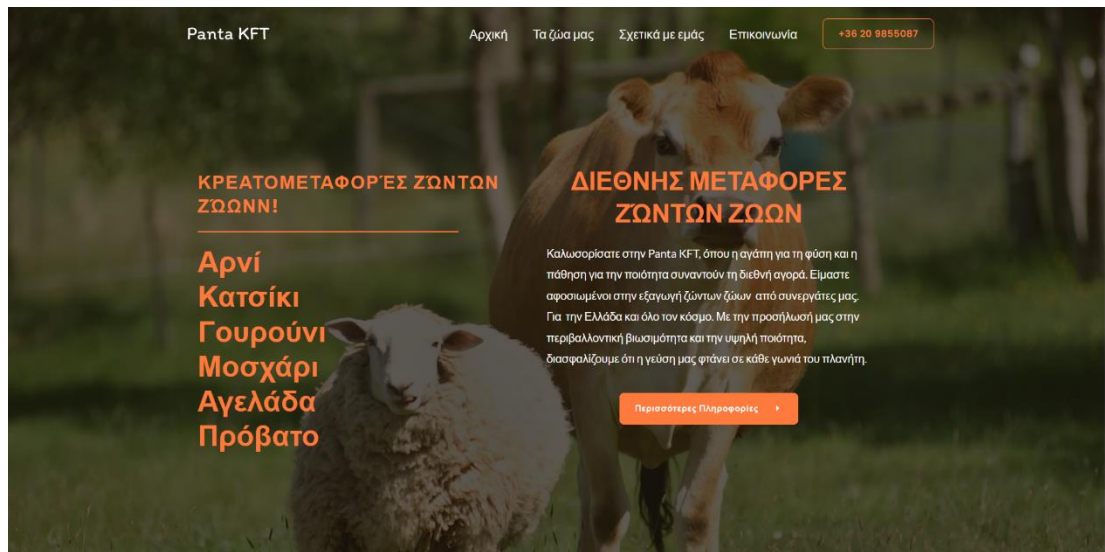 Panta KFT
Αρχική
Τα ζώα μας
Σχετικά με εμάς
Επικοινωνία
+36 20 9855087
ΚΡΕΑΤΟΜΕΤΑΦΟΡΈΣ ΖΏΝΤΩΝ
ΖΏΩΝΝ!
Αρνί
Κατσίκι
Γουρούνι
Μοσχάρι
Αγελάδα
Πρόβατο
ΔΙΕΘΝΗΣ ΜΕΤΑΦΟΡΕΣ
ΖΏΝΤΩΝ ΖΩΩΝ
Καλωσορίσατε στην Panta KFT, όπου η αγάπη για τη φύση και η
πάθηση για την ποιότητα συναντούν τη διεθνή αγορά. Είμαστε
αφοσιωμένοι στην εξαγωγή ζώντων ζώων από συνεργάτες μας.
Για την Ελλάδα και όλο τον κόσμο. Με την προσήλωσή μας στην
περιβαλλοντική βιωσιμότητα και την υψηλή ποιότητα,
διασφαλίζουμε ότι η γεύση μας φτάνει σε κάθε γωνιά του πλανήτη.
Περισσότερες Πληροφορίες